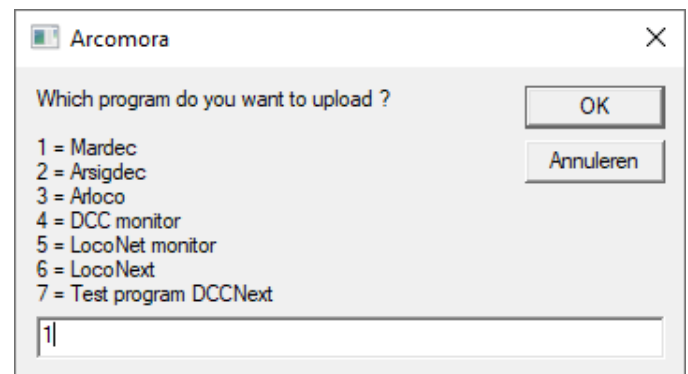 Arcomora
Which program do you want to upload ?
OK
1 = Mardec
Annuleren
2 = Arsigdec
3 = Arloco
4 = DCC monitor
5 = LocoNet monitor
6 = LocoNext
7 = Test program DCCNext
1